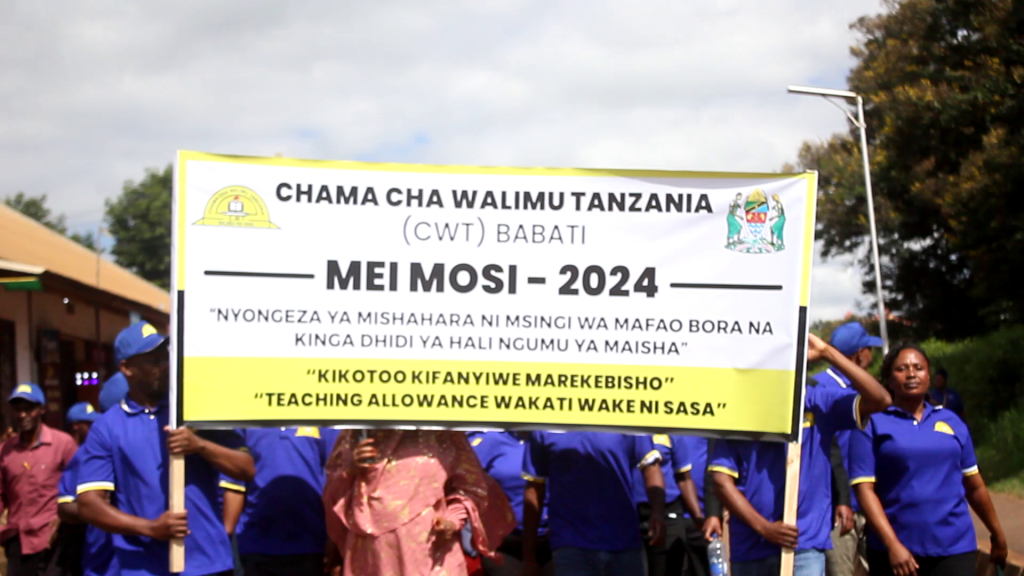 CHAMA CHA WALIMU TANZANIA
(CWT) BABATI
MEI MOSI - 2024
"NYONGEZA YA MISHAHARA NI MSINGI WA MAFAO BORA NA
KINGA DHIDI YA HALI NGUMU YA MAISHA"
"KIKOTOO KIFANYIWE MAREKEBISHO"
"TEACHING ALLOWANCE WAKATI WAKE NI SASA"